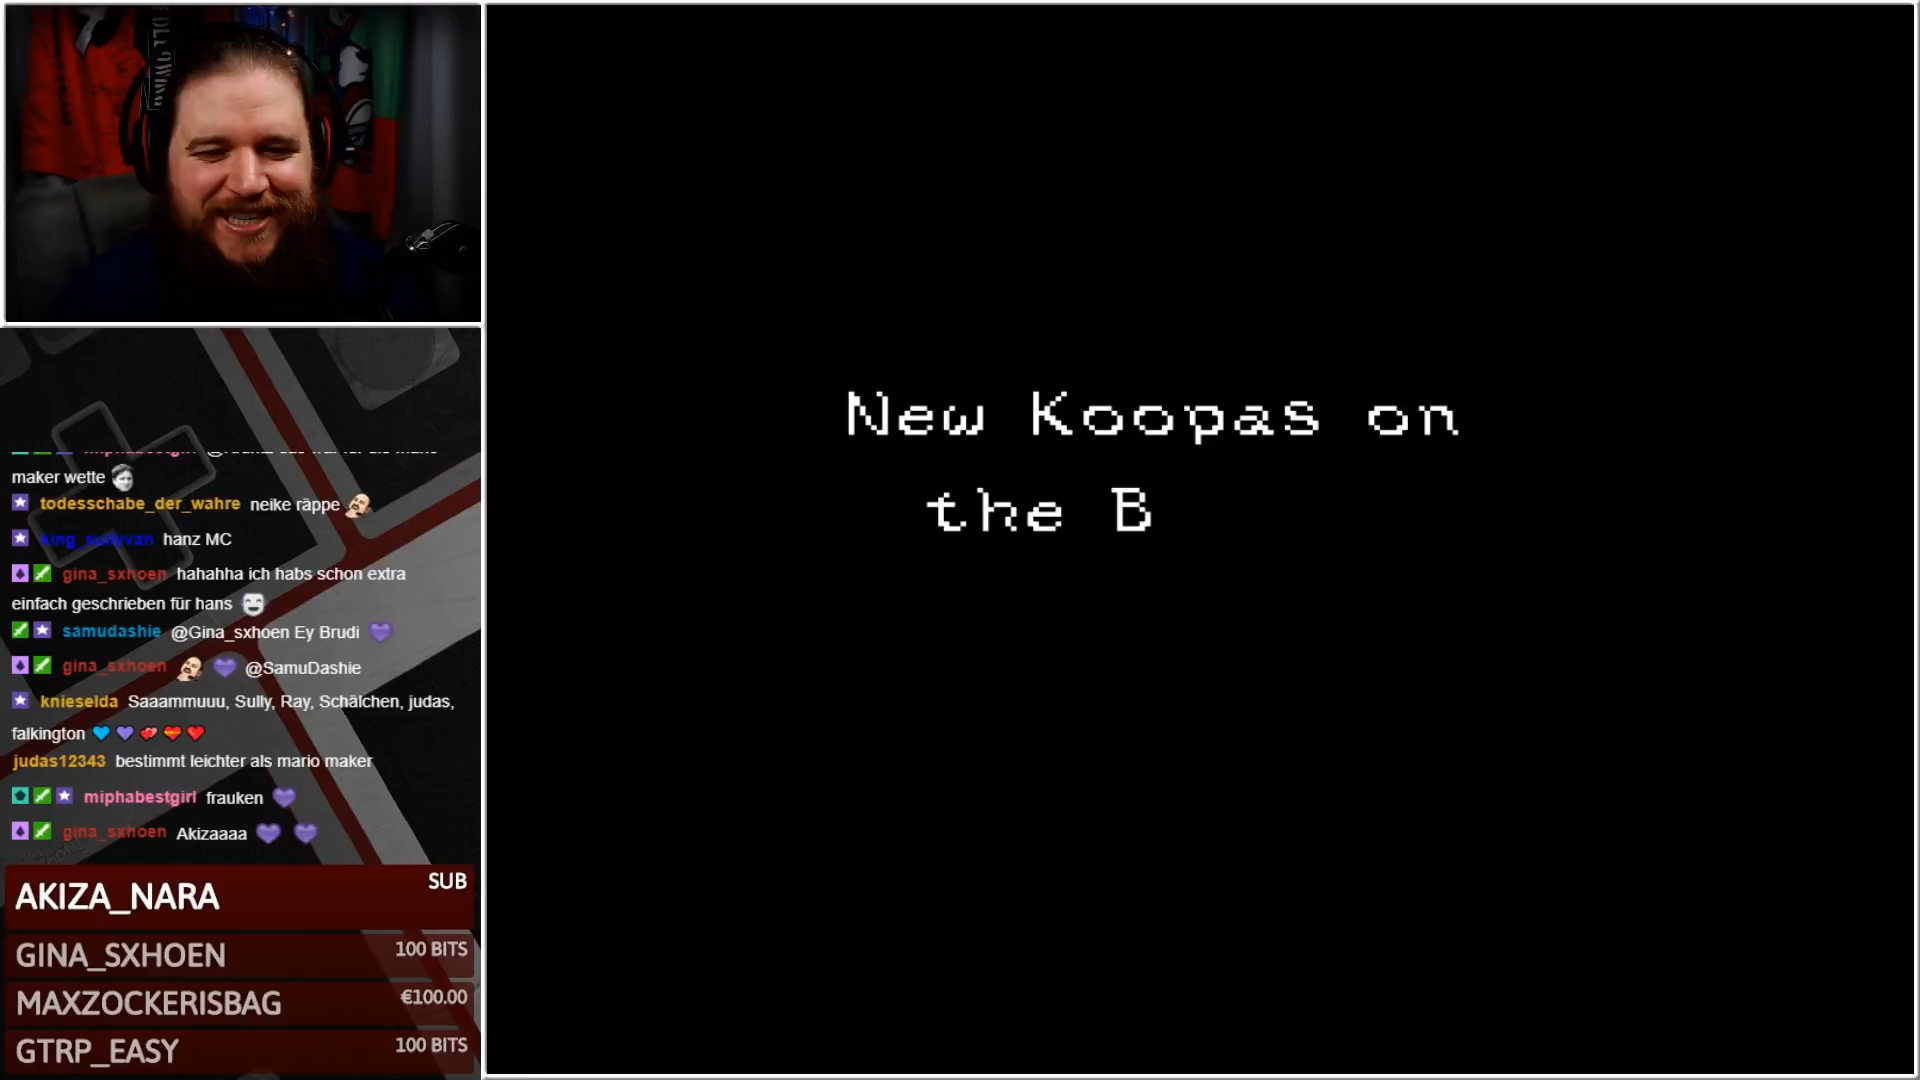 New Koopas on
the B
maker wette
todesschabe_der_wahre neike räppe
king_sullyvan hanz MC
gina_sxhoen hahahha ich habs schon extra
einfach geschrieben für hans
samudashie @Gina_sxhoen Ey Brudi
gina_sxhoen @SamuDashie
knieselda Saaammuuu, Sully, Ray, Schälchen, judas,
falkington
judas12343 bestimmt leichter als mario maker
miphabestgirl frauken
gina_sxhoen Akizaaaa
AKIZA_NARA SUB
GINA_SXHOEN 100 BITS
MAXZOCKERISBAG €100.00
GTRP_EASY 100 BITS